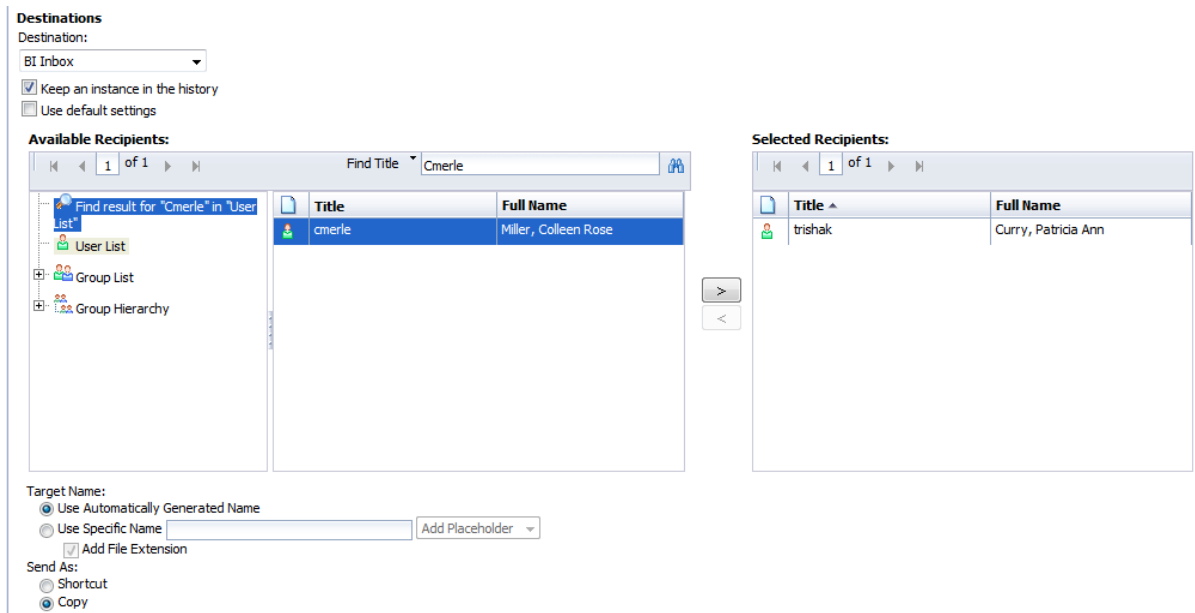 Destinations
Destination:
BI Inbox
Keep an instance in the history
Use default settings
Available Recipients:
1 of 1
Find Title
Cmerle
Find result for "Cmerle" in "User
List"
User List
Group List
Group Hierarchy
Title
Full Name
cmerle
Miller, Colleen Rose
>
<
Selected Recipients:
1 of 1
Title
Full Name
trishak
Curry, Patricia Ann
Target Name:
Use Automatically Generated Name
Use Specific Name
Add Placeholder
Add File Extension
Send As:
Shortcut
Copy